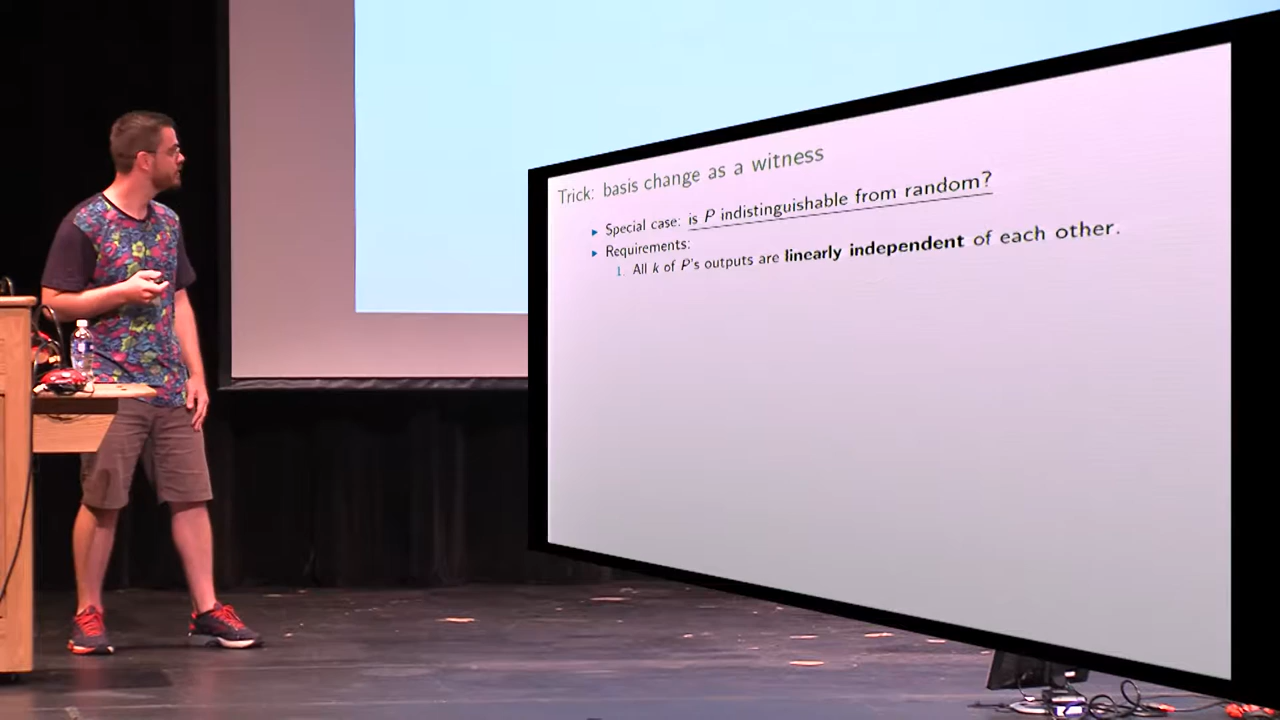 Trick: basis change as a witness
▸ Special case: is P indistinguishable from random?
▸ Requirements:
1. All k of P's outputs are linearly independent of each other.